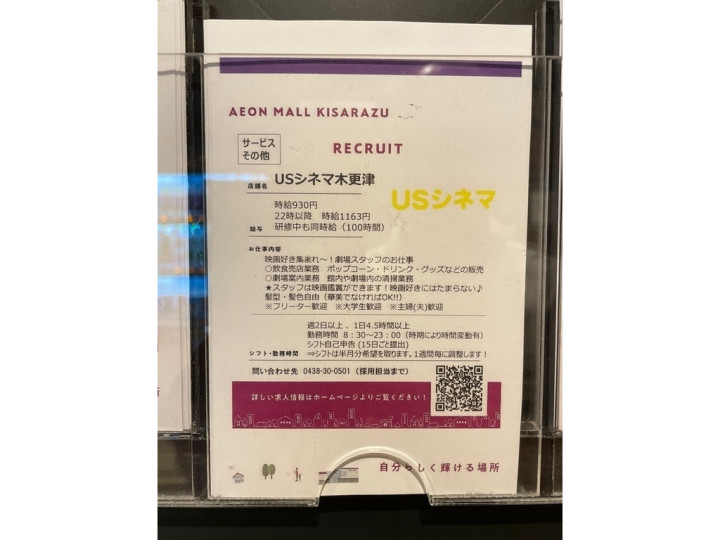 AEON MALL KISARAZU
サービス
その他
RECRUIT
店舗名 USシネマ木更津
USシネマ
時給930円
22時以降 時給1163円
給与 研修中も同時給（100時間）
お仕事内容
映画好き集まれ～！劇場スタッフのお仕事
○飲食売店業務 ポップコーン・ドリンク・グッズなどの販売
○劇場案内業務 館内や劇場内の清掃業務
★スタッフは映画鑑賞ができます！映画好きにはたまらない♪
髪型・髪色自由（華美でなければOK!!）
※フリーター歓迎 ※大学生歓迎 ※主婦(夫)歓迎
週2日以上、1日4.5時間以上
勤務時間 8：30～23：00（時期により時間変動有）
シフト自己申告（15日ごと提出）
シフト・勤務時間 ⇒シフトは半月分希望を取ります。1週間毎に調整します！
問い合わせ先 0438-30-0501（採用担当まで）
詳しい求人情報はホームページよりご覧ください！
自分らしく輝ける場所